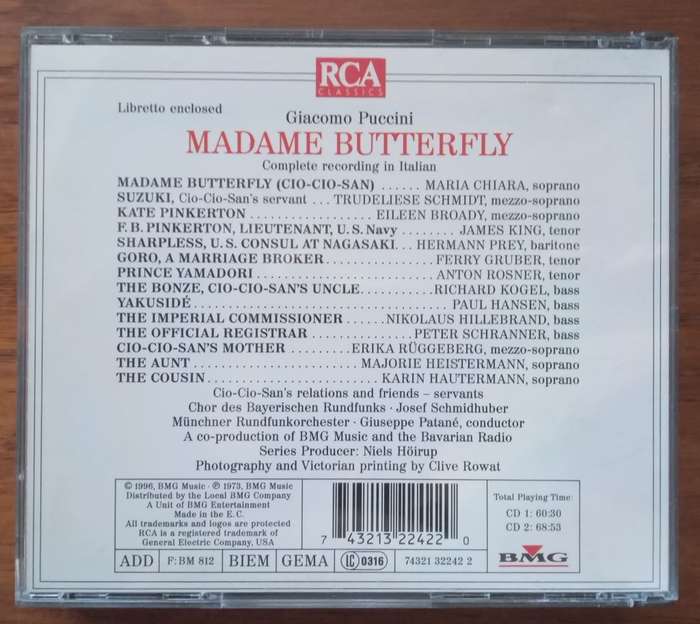 RCA
CLASSICS
Libretto enclosed
Giacomo Puccini
MADAME BUTTERFLY
Complete recording in Italian
MADAME BUTTERFLY (CIO-CIO-SAN) ...... MARIA CHIARA, soprano
SUZUKI, Cio-Cio-San's servant ... TRUDELIESE SCHMIDT, mezzo-soprano
KATE PINKERTON ................. EILEEN BROADY, mezzo-soprano
F. B. PINKERTON, LIEUTENANT, U. S. Navy .... JAMES KING, tenor
SHARPLESS, U. S. CONSUL AT NAGASAKI ... HERMANN PREY, baritone
GORO, A MARRIAGE BROKER ................ FERRY GRUBER, tenor
PRINCE YAMADORI .......................... ANTON ROSNER, tenor
THE BONZE, CIO-CIO-SAN'S UNCLE .......... RICHARD KOGEL, bass
YAKUSIDÉ ..................................... PAUL HANSEN, bass
THE IMPERIAL COMMISSIONER ...... NIKOLAUS HILLEBRAND, bass
THE OFFICIAL REGISTRAR ............... PETER SCHRANNER, bass
CIO-CIO-SAN'S MOTHER ......... ERIKA RÜGGEBERG, mezzo-soprano
THE AUNT ......................... MAJORIE HEISTERMANN, soprano
THE COUSIN ......................... KARIN HAUTERMANN, soprano
Cio-Cio-San's relations and friends – servants
Chor des Bayerischen Rundfunks · Josef Schmidhuber
Münchner Rundfunkorchester · Giuseppe Patané, conductor
A co-production of BMG Music and the Bavarian Radio
Series Producer: Niels Höirup
Photography and Victorian printing by Clive Rowat
© 1996, BMG Music · ℗ 1973, BMG Music
Distributed by the Local BMG Company
A Unit of BMG Entertainment
Made in the E. C.
All trademarks and logos are protected
RCA is a registered trademark of
General Electric Company, USA
7 43213 22422 0
Total Playing Time:
CD 1: 60:30
CD 2: 68:53
BMG
ADD F: BM 812 BIEM GEMA LC 0316 74321 32242 2